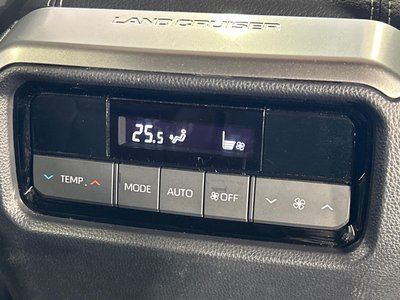 LAND CRUISER
25.5
TEMP. MODE AUTO OFF